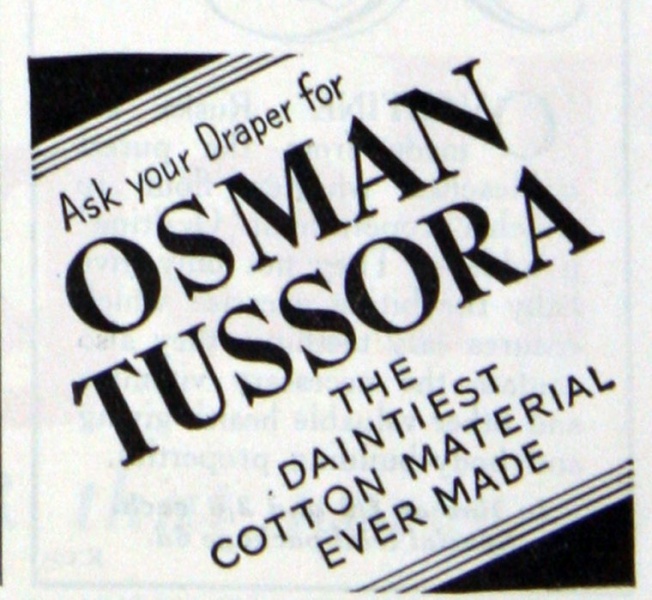 Ask your Draper for
OSMAN
TUSSORA
THE
DAINTIEST
COTTON MATERIAL
EVER MADE